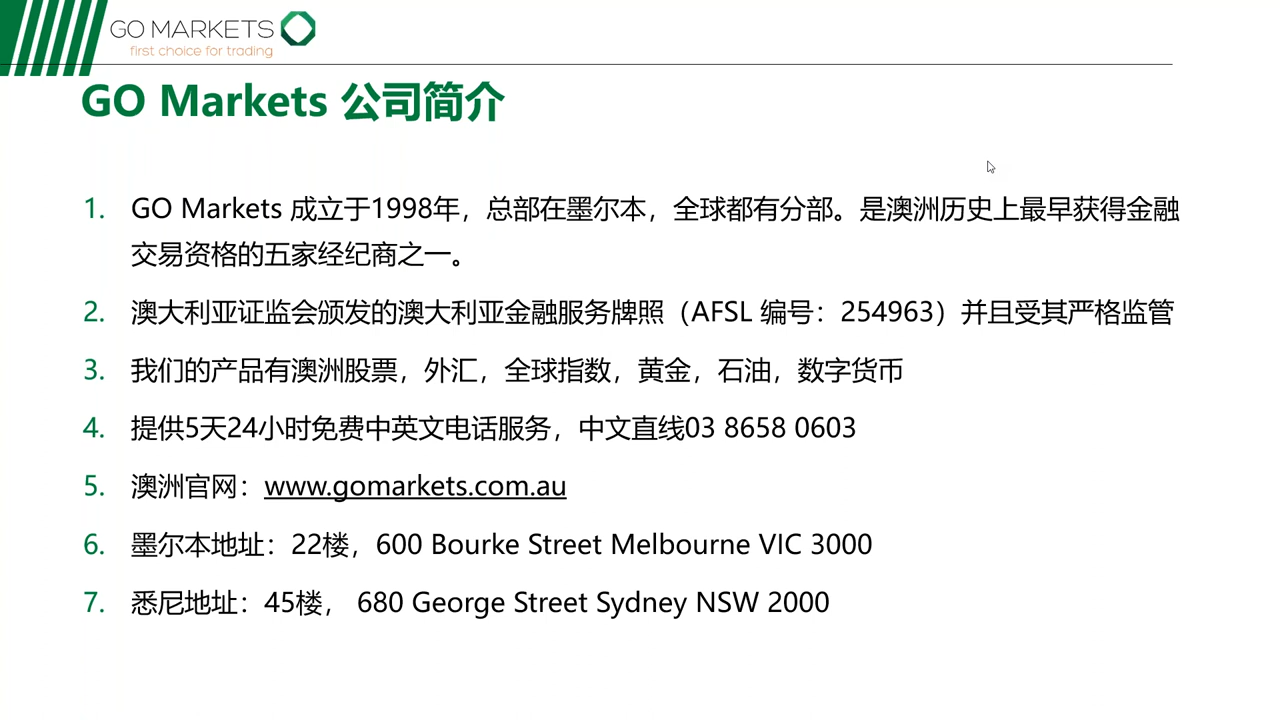 GO MARKETS
first choice for trading
GO Markets 公司简介
1. GO Markets 成立于1998年，总部在墨尔本，全球都有分部。是澳洲历史上最早获得金融
交易资格的五家经纪商之一。
2. 澳大利亚证监会颁发的澳大利亚金融服务牌照（AFSL 编号：254963）并且受其严格监管
3. 我们的产品有澳洲股票，外汇，全球指数，黄金，石油，数字货币
4. 提供5天24小时免费中英文电话服务，中文直线03 8658 0603
5. 澳洲官网：www.gomarkets.com.au
6. 墨尔本地址：22楼，600 Bourke Street Melbourne VIC 3000
7. 悉尼地址：45楼， 680 George Street Sydney NSW 2000